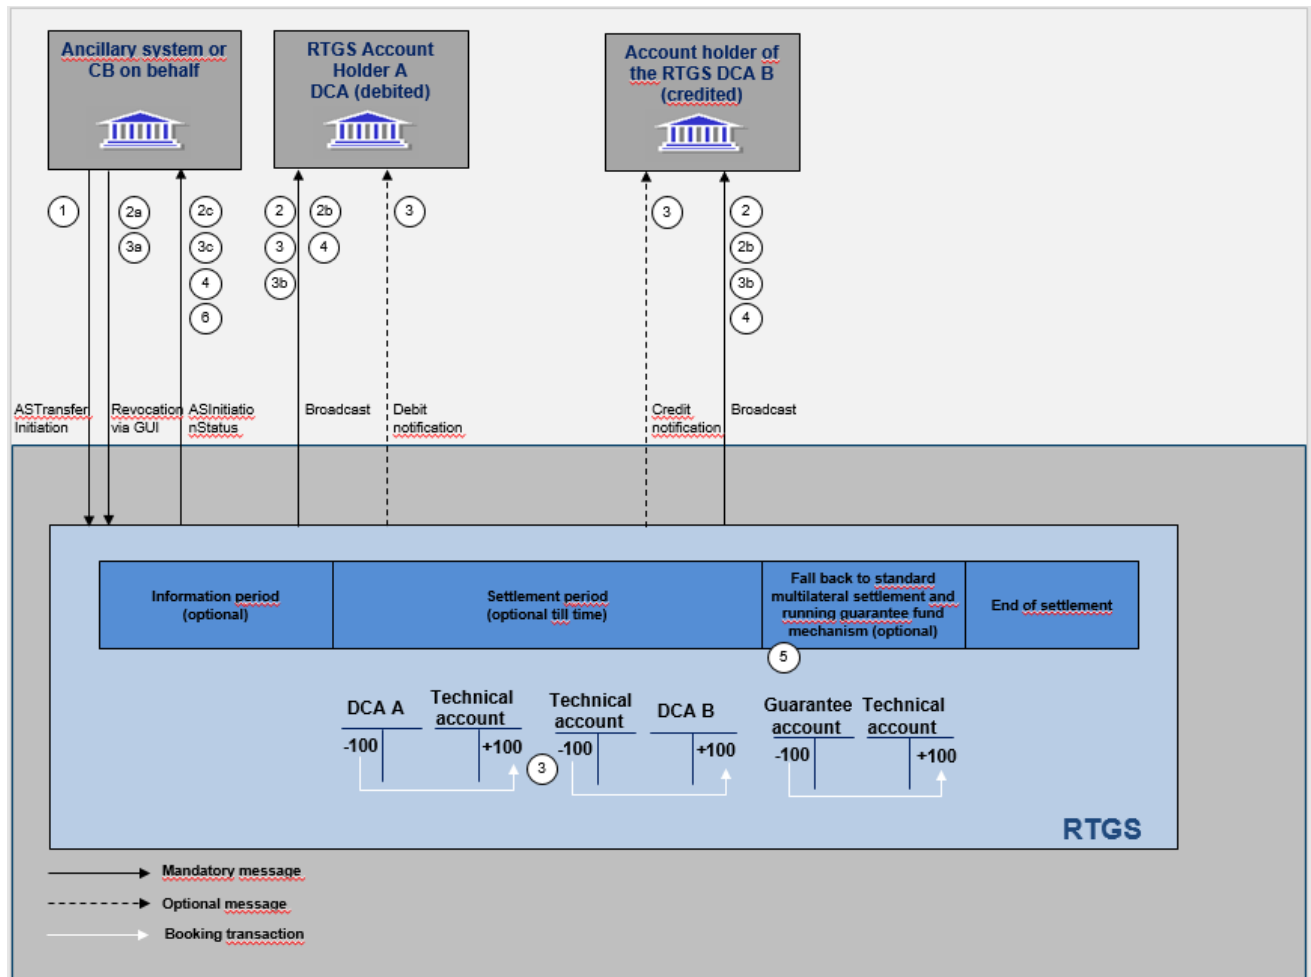 Ancillary system or
CB on behalf
RTGS Account
Holder A
DCA (debited)
Account holder of
the RTGS DCA B
(credited)
1
2a
3a
2c
3c
4
6
2
3
3b
2b
4
3
3
2
2b
3b
4
ASTransfer
Initiation
Revocation
via GUI
ASInitiatio
nStatus
Broadcast
Debit
notification
Credit
notification
Broadcast
Information period
(optional)
Settlement period
(optional till time)
Fall back to standard
multilateral settlement and
running guarantee fund
mechanism (optional)
End of settlement
5
DCA A
Technical
account
-100
+100
3
Technical
account
DCA B
-100
+100
Guarantee
account
Technical
account
-100
+100
RTGS
Mandatory message
Optional message
Booking transaction